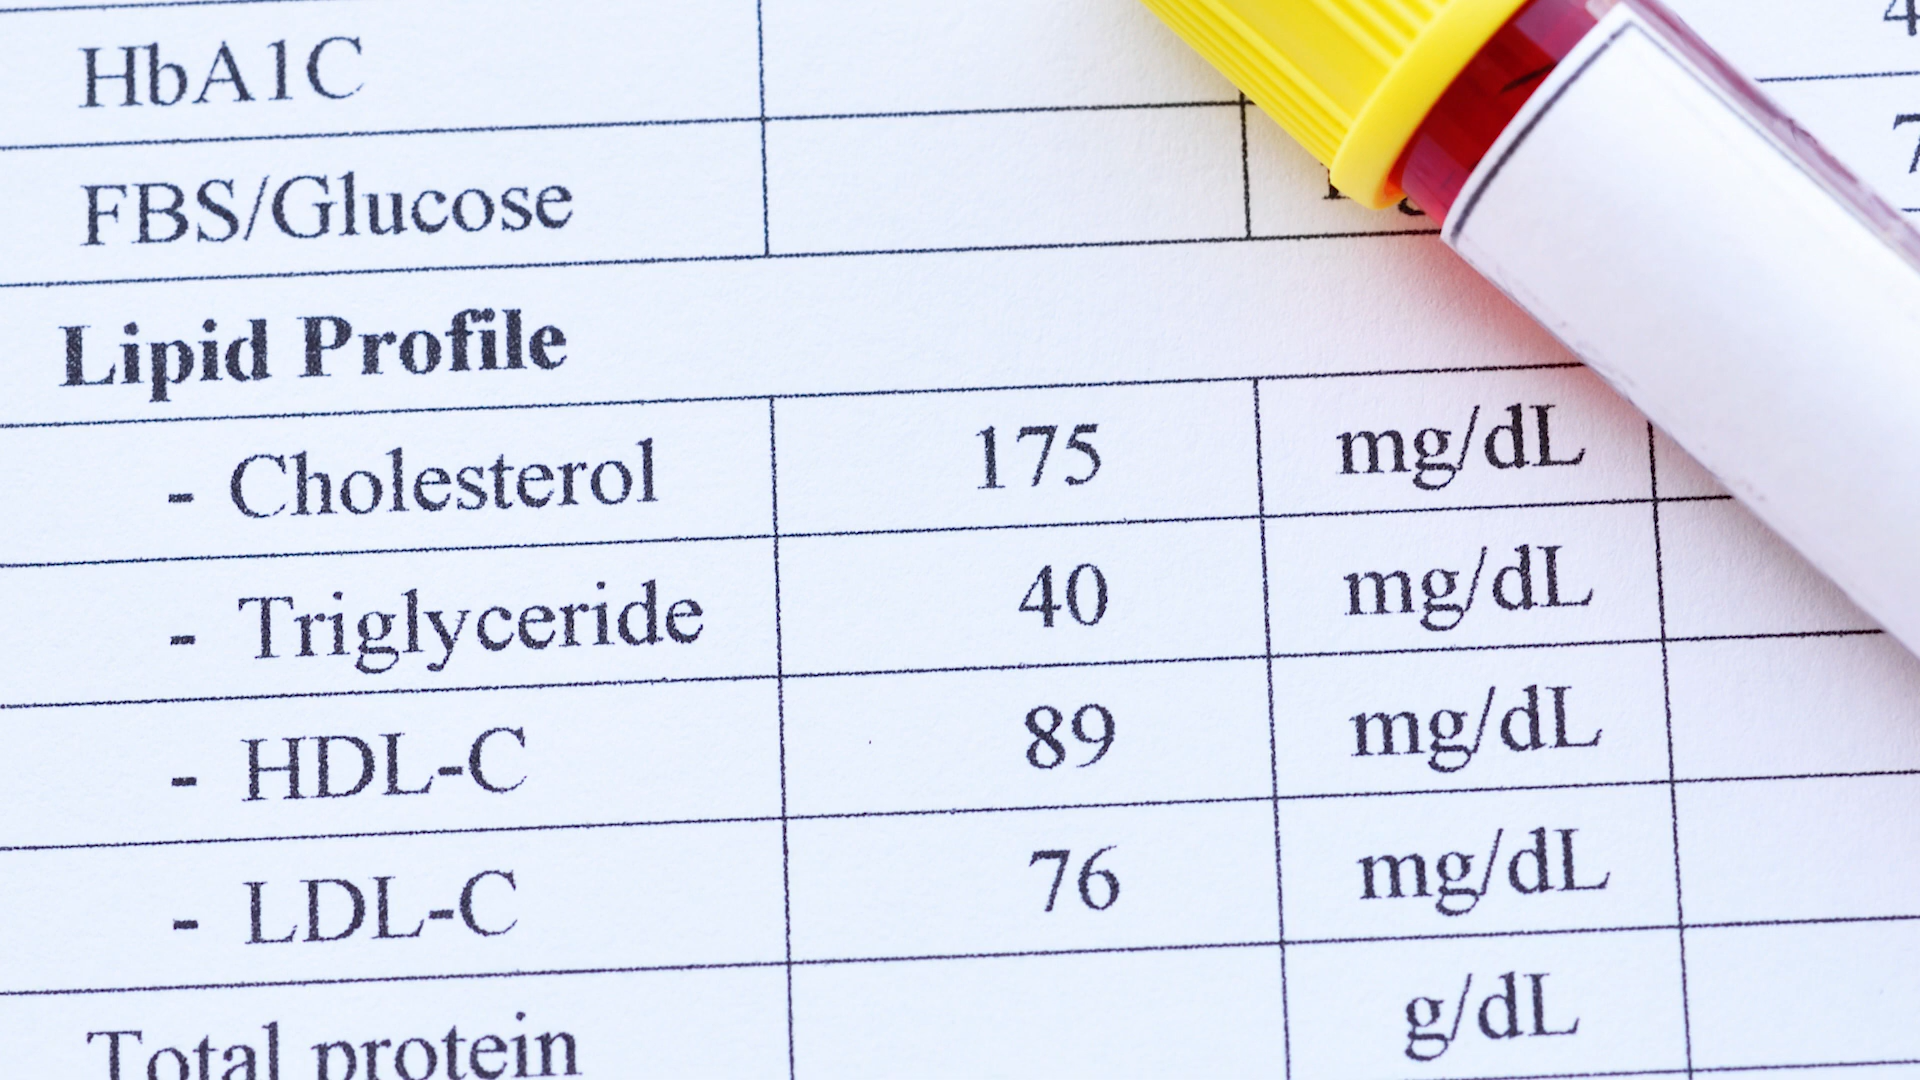 HbA1C
FBS/Glucose
Lipid Profile
- Cholesterol 175 mg/dL
- Triglyceride 40 mg/dL
- HDL-C 89 mg/dL
- LDL-C 76 mg/dL
Total protein g/dL